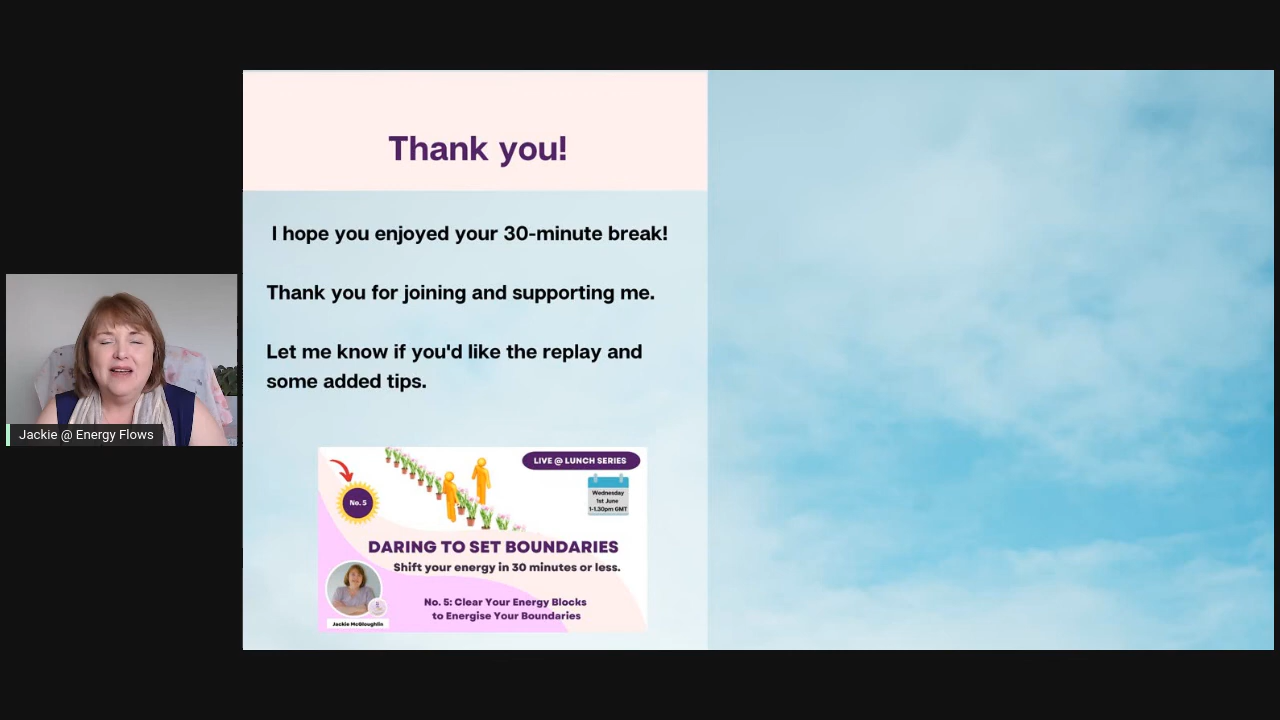 Thank you!
I hope you enjoyed your 30-minute break!
Thank you for joining and supporting me.
Let me know if you'd like the replay and
some added tips.
Jackie @ Energy Flows
LIVE @ LUNCH SERIES
No. 5
Wednesday
1st June
1-1.30pm GMT
DARING TO SET BOUNDARIES
Shift your energy in 30 minutes or less.
No. 5: Clear Your Energy Blocks
to Energise Your Boundaries
Jackie McGloughlin